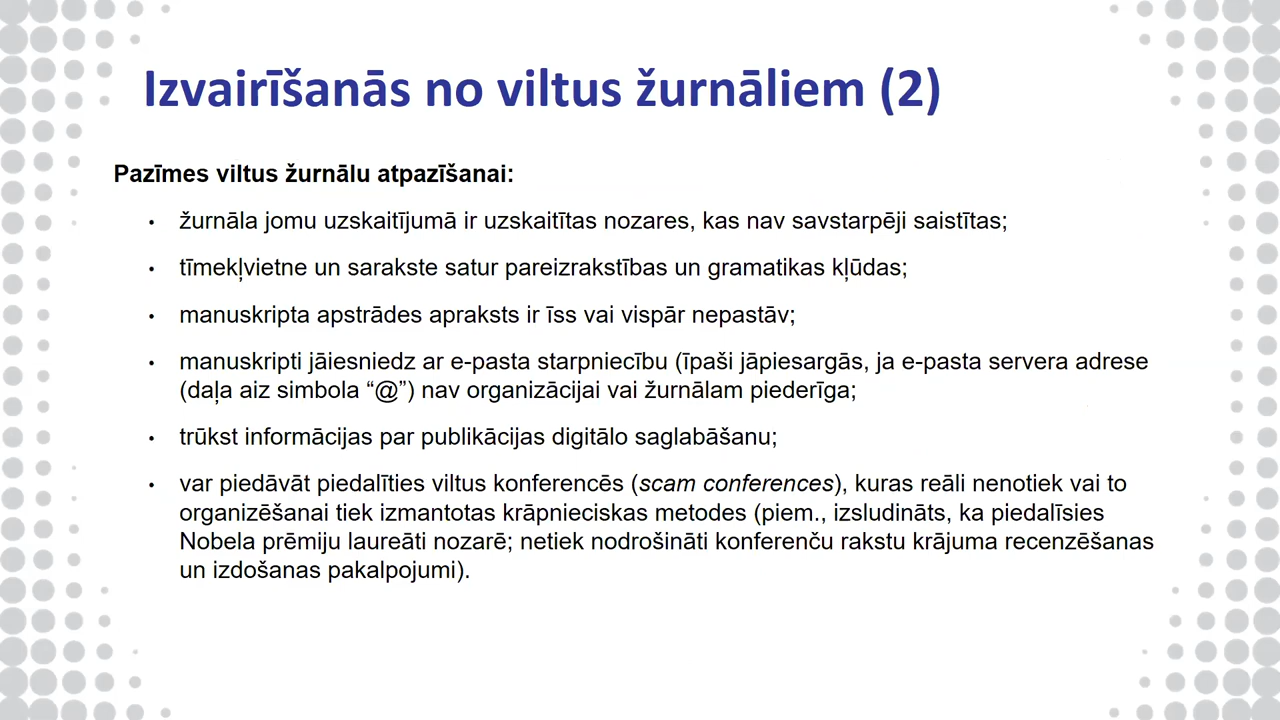 Izvairīšanās no viltus žurnāliem (2)
Pazīmes viltus žurnālu atpazīšanai:
• žurnāla jomu uzskaitījumā ir uzskaitītas nozares, kas nav savstarpēji saistītas;
• tīmekļvietne un sarakste satur pareizrakstības un gramatikas kļūdas;
• manuskripta apstrādes apraksts ir īss vai vispār nepastāv;
• manuskripti jāiesniedz ar e-pasta starpniecību (īpaši jāpiesargās, ja e-pasta servera adrese
(daļa aiz simbola “@”) nav organizācijai vai žurnālam piederīga;
• trūkst informācijas par publikācijas digitālo saglabāšanu;
• var piedāvāt piedalīties viltus konferencēs (scam conferences), kuras reāli nenotiek vai to
organizēšanai tiek izmantotas krāpnieciskas metodes (piem., izsludināts, ka piedalīsies
Nobela prēmiju laureāti nozarē; netiek nodrošināti konferenču rakstu krājuma recenzēšanas
un izdošanas pakalpojumi).